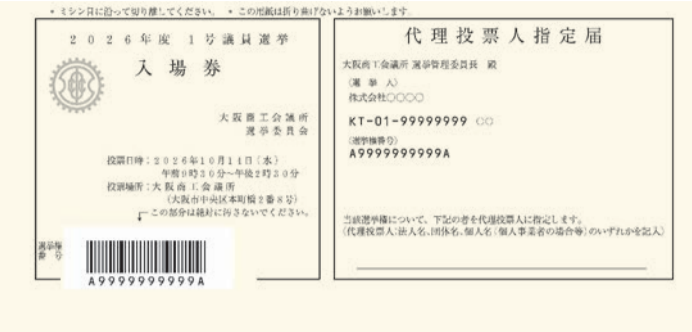 * ミシン目に沿って切り離してください。 * この用紙は折り曲げないようお願いします。
2026年度 1号議員選挙
入場券
大阪商工会議所
選挙委員会
投票日時：2026年10月14日（水）
午前9時30分〜午後2時30分
投票場所：大阪商工会議所
（大阪市中央区本町橋2番8号）
この部分は絶対に汚さないでください。
選挙権
番 号
A9999999999A
代理投票人指定届
大阪商工会議所 選挙管理委員長 殿
（選 挙 人）
株式会社○○○○
KT-01-99999999 ○○
（選挙権番号）
A9999999999A
当該選挙権について、下記の者を代理投票人に指定します。
（代理投票人：法人名、団体名、個人名（個人事業者の場合等）のいずれかを記入）